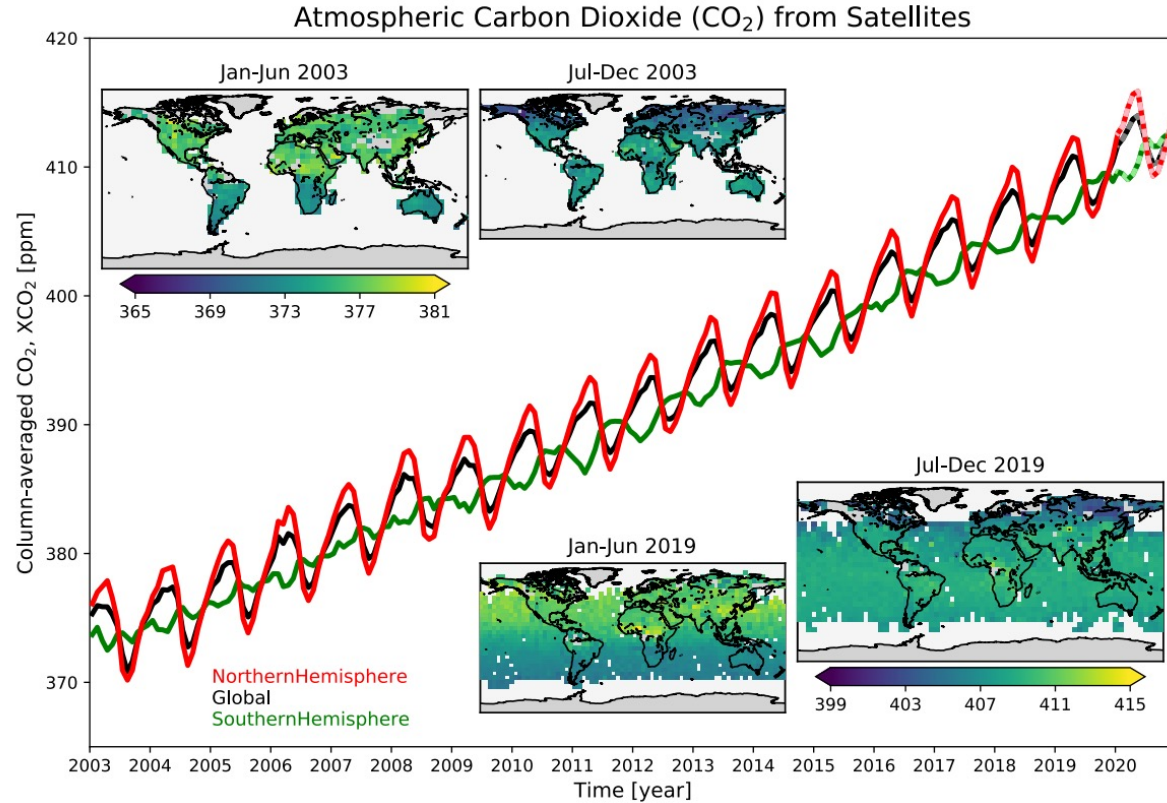 Atmospheric Carbon Dioxide (CO₂) from Satellites
420
410
400
390
380
370
Column-averaged CO₂, XCO₂ [ppm]
Jan-Jun 2003
Jul-Dec 2003
365 369 373 377 381
Jul-Dec 2019
Jan-Jun 2019
399 403 407 411 415
NorthernHemisphere
Global
SouthernHemisphere
2003 2004 2005 2006 2007 2008 2009 2010 2011 2012 2013 2014 2015 2016 2017 2018 2019 2020
Time [year]